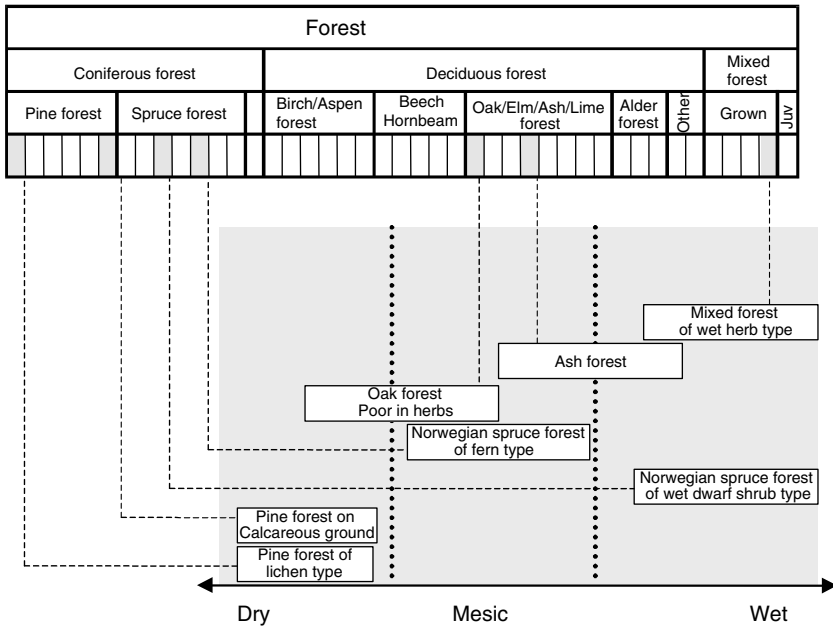 Forest
Coniferous forest
Deciduous forest
Mixed
forest
Pine forest
Spruce forest
Birch/Aspen
forest
Beech
Hornbeam
Oak/Elm/Ash/Lime
forest
Alder
forest
Other
Grown
Juv
Mixed forest
of wet herb type
Ash forest
Oak forest
Poor in herbs
Norwegian spruce forest
of fern type
Norwegian spruce forest
of wet dwarf shrub type
Pine forest on
Calcareous ground
Pine forest of
lichen type
Dry
Mesic
Wet